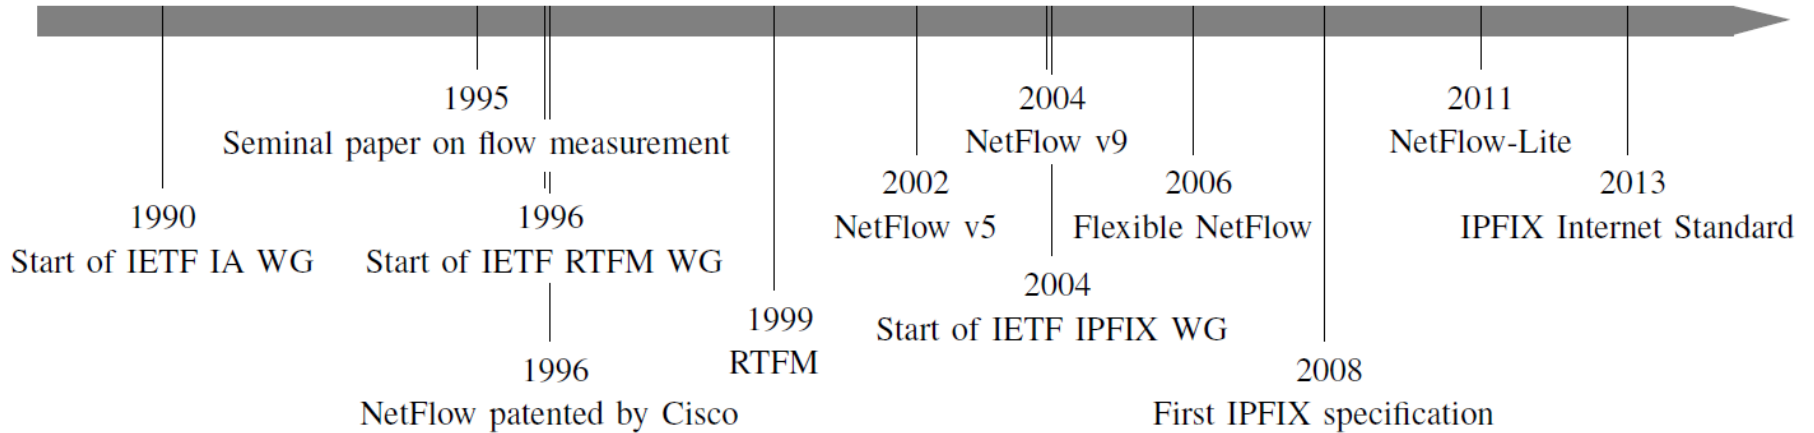 1990
Start of IETF IA WG
1995
Seminal paper on flow measurement
1996
Start of IETF RTFM WG
1996
NetFlow patented by Cisco
1999
RTFM
2002
NetFlow v5
2004
NetFlow v9
2004
Start of IETF IPFIX WG
2006
Flexible NetFlow
2008
First IPFIX specification
2011
NetFlow-Lite
2013
IPFIX Internet Standard